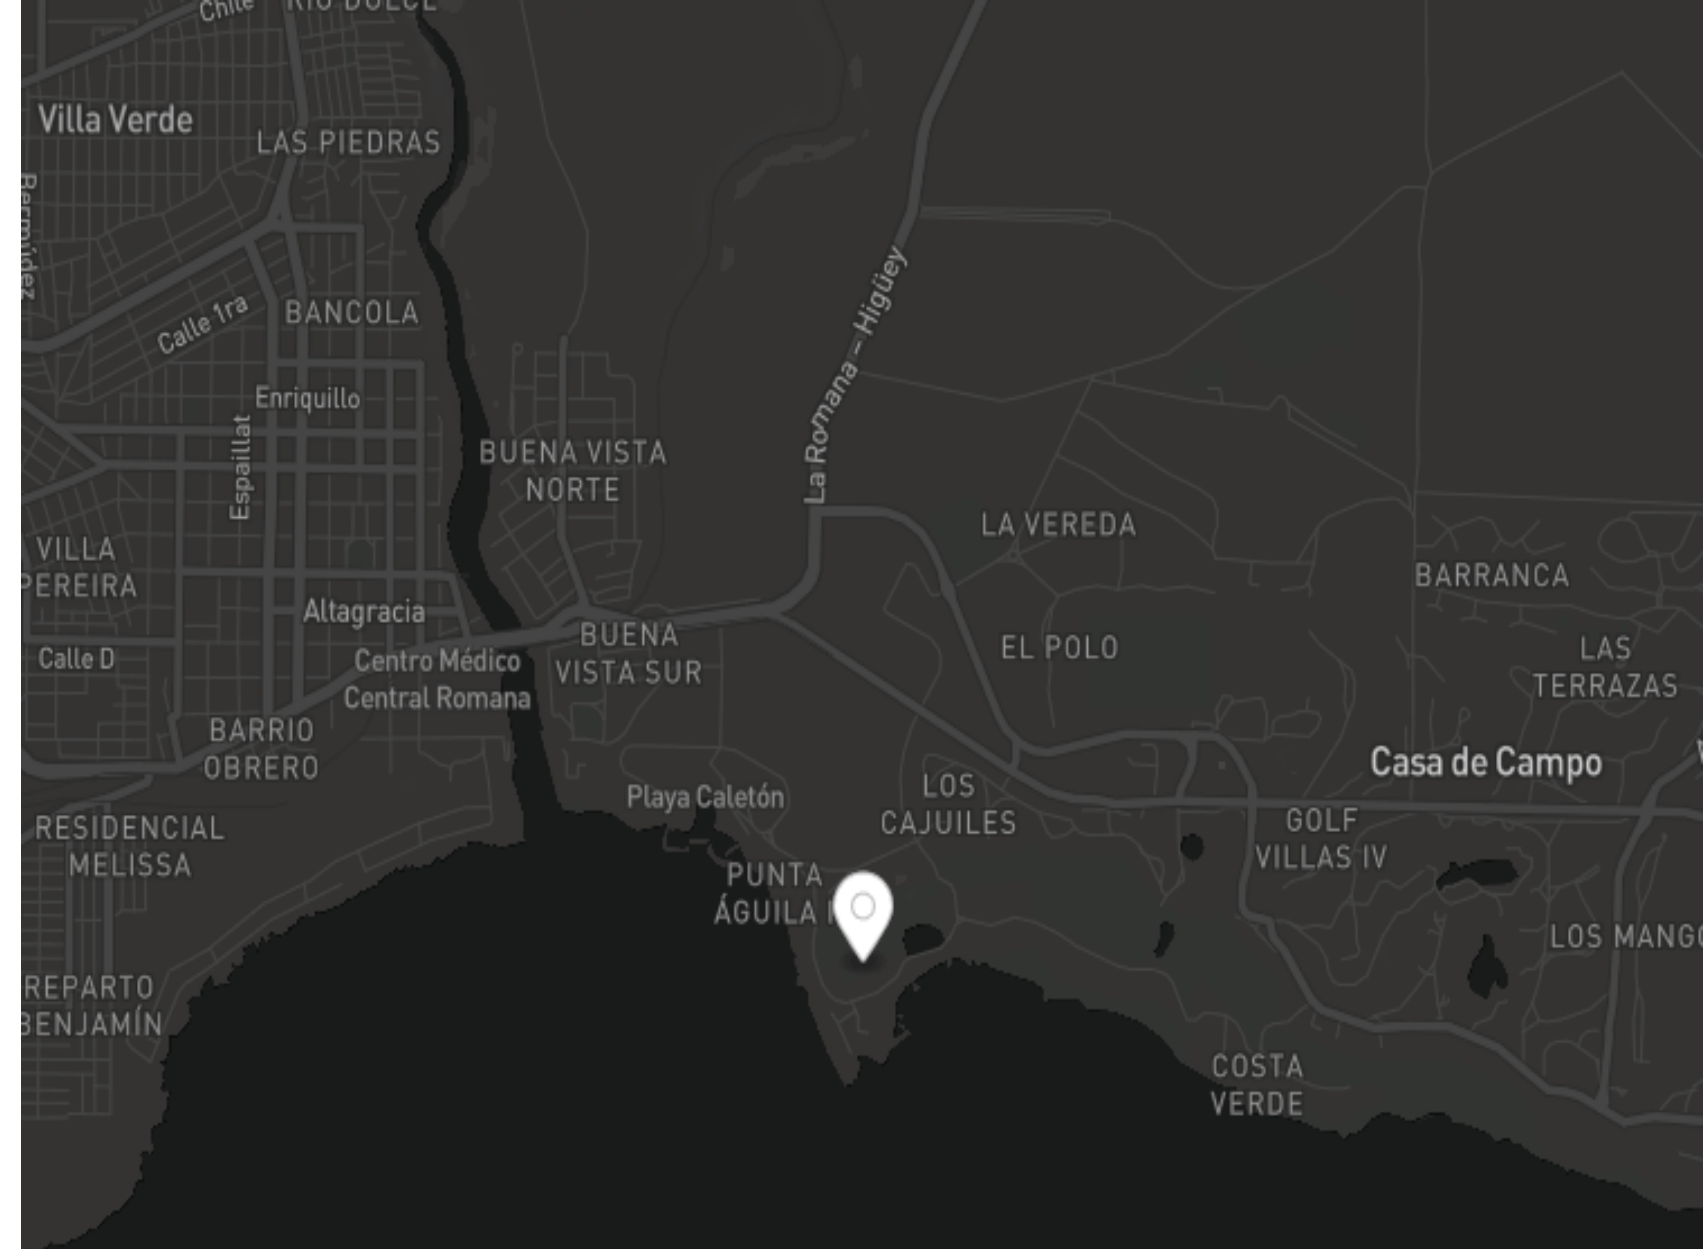 Chile
RÍO DULCE
Villa Verde
LAS PIEDRAS
Bermúdez
Calle 1ra
BANCOLA
La Romana – Higüey
Enriquillo
Espaillat
BUENA VISTA
NORTE
LA VEREDA
VILLA
PEREIRA
BARRANCA
Altagracia
BUENA
VISTA SUR
EL POLO
LAS
TERRAZAS
Calle D
Centro Médico
Central Romana
BARRIO
OBRERO
Casa de Campo
Playa Caletón
LOS
CAJUILES
GOLF
VILLAS IV
RESIDENCIAL
MELISSA
PUNTA
ÁGUILA
LOS MANGO
REPARTO
BENJAMÍN
COSTA
VERDE